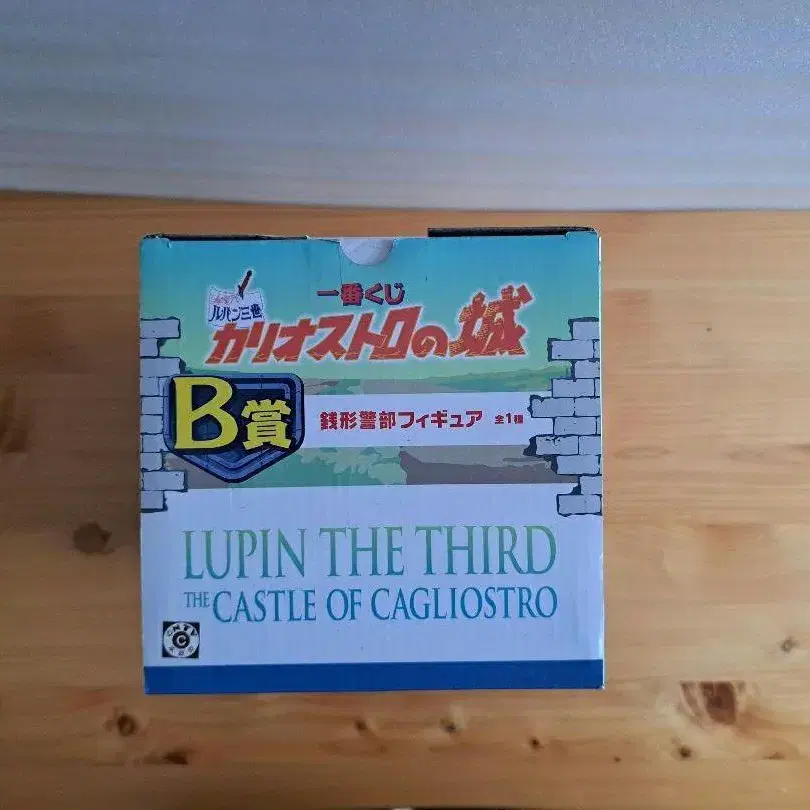 一番くじ
ルパン三世
カリオストロの城
B賞
銭形警部フィギュア 全1種
LUPIN THE THIRD
THE CASTLE OF CAGLIOSTRO
CNTV
C